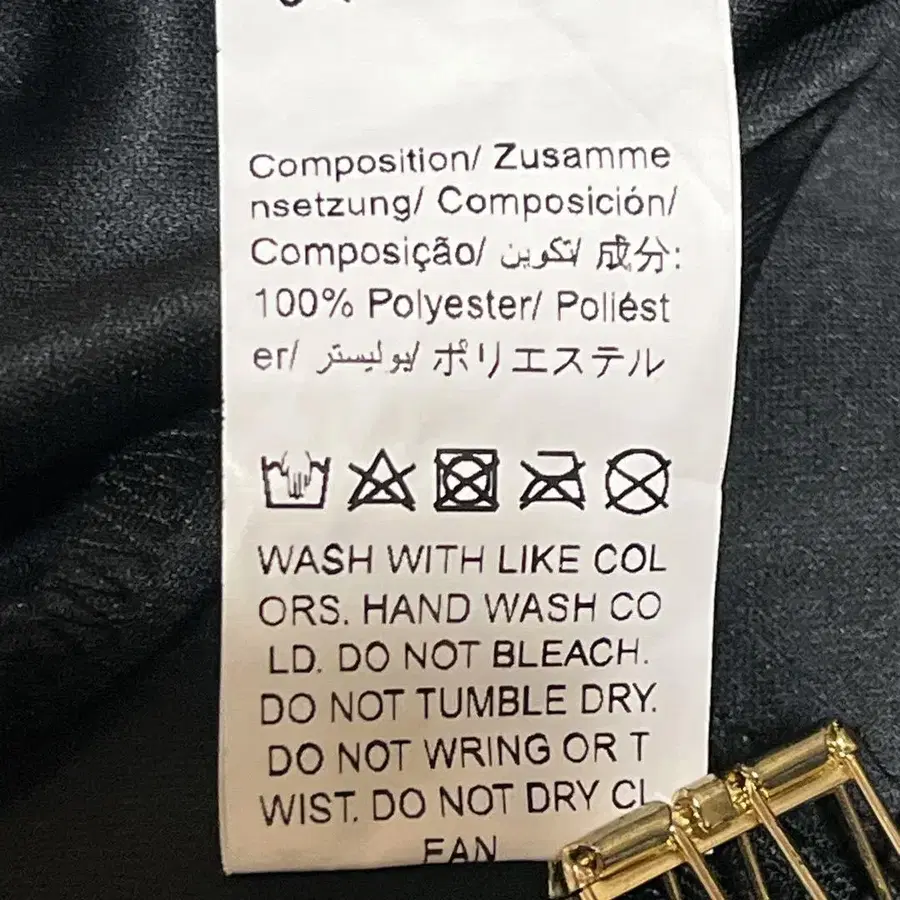 Composition/ Zusamme
nsetzung/ Composición/
Composição/ تكوين/ 成分:
100% Polyester/ Poliést
er/ بوليستر/ ポリエステル
WASH WITH LIKE COL
ORS. HAND WASH CO
LD. DO NOT BLEACH.
DO NOT TUMBLE DRY.
DO NOT WRING OR T
WIST. DO NOT DRY CL
EAN